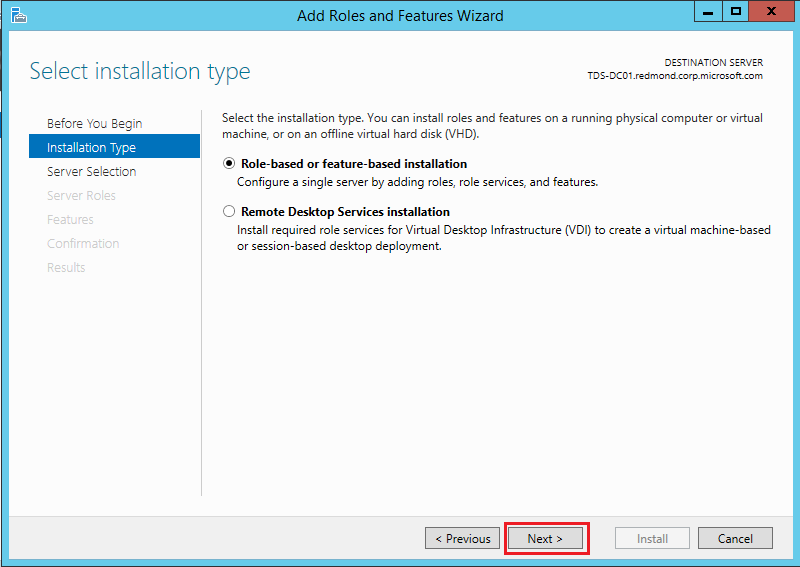 Add Roles and Features Wizard
Select installation type
DESTINATION SERVER
TDS-DC01.redmond.corp.microsoft.com
Before You Begin
Installation Type
Server Selection
Server Roles
Features
Confirmation
Results
Select the installation type. You can install roles and features on a running physical computer or virtual
machine, or on an offline virtual hard disk (VHD).
Role-based or feature-based installation
Configure a single server by adding roles, role services, and features.
Remote Desktop Services installation
Install required role services for Virtual Desktop Infrastructure (VDI) to create a virtual machine-based
or session-based desktop deployment.
< Previous
Next >
Install
Cancel